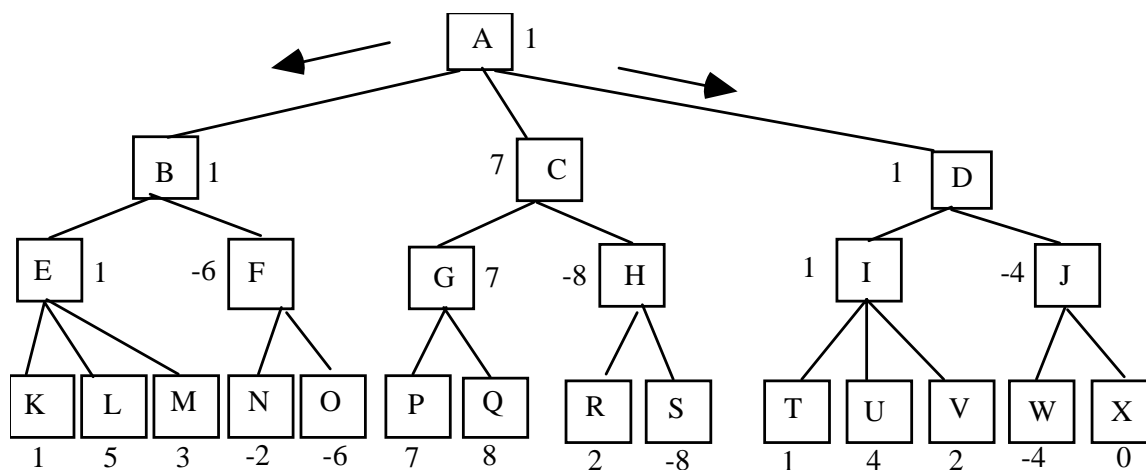 A 1
B 1 7 C 1 D
E 1 -6 F G 7 -8 H 1 I -4 J
K L M N O P Q R S T U V W X
1 5 3 -2 -6 7 8 2 -8 1 4 2 -4 0